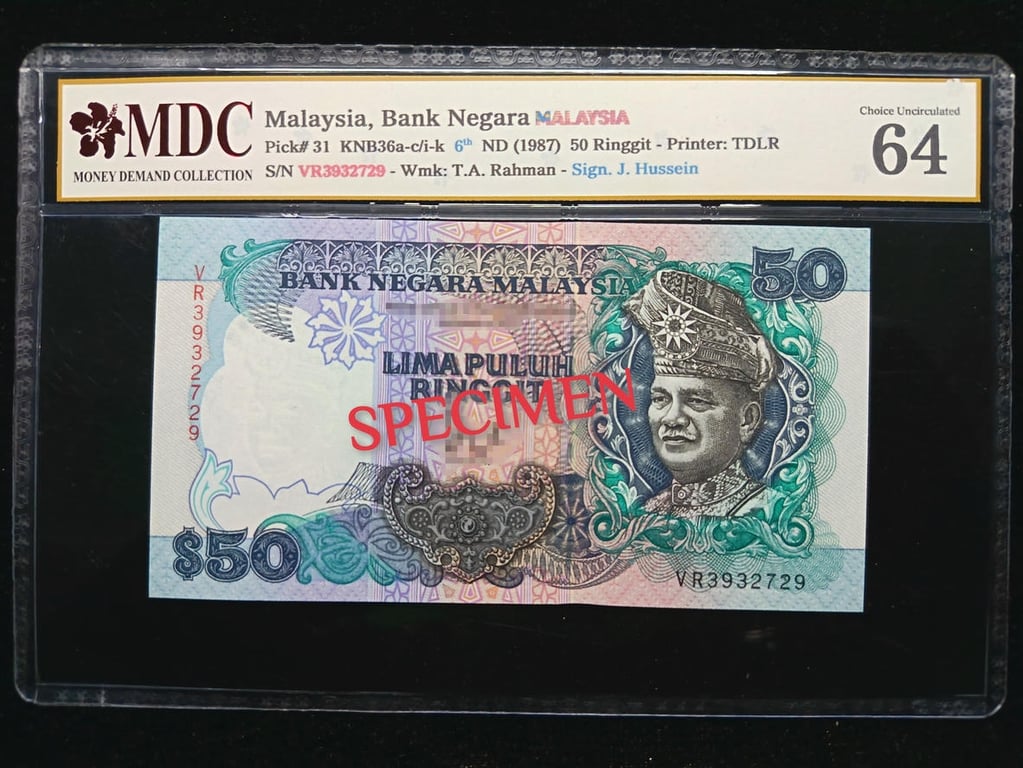 MDC
MONEY DEMAND COLLECTION
Malaysia, Bank Negara MALAYSIA
Pick# 31 KNB36a-c/i-k 6th ND (1987) 50 Ringgit - Printer: TDLR
S/N VR3932729 - Wmk: T.A. Rahman - Sign. J. Hussein
Choice Uncirculated
64
50
BANK NEGARA MALAYSIA
VR3932729
LIMA PULUH
RINGGIT
SPECIMEN
$50
VR3932729